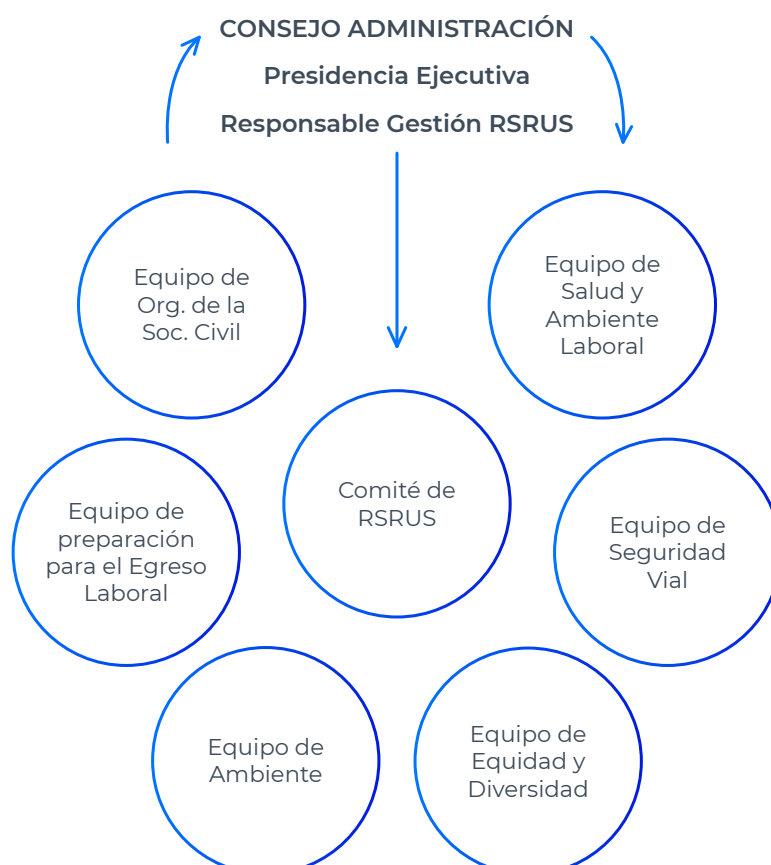 CONSEJO ADMINISTRACIÓN
Presidencia Ejecutiva
Responsable Gestión RSRUS
Equipo de
Org. de la
Soc. Civil
Equipo de
Salud y
Ambiente
Laboral
Comité de
RSRUS
Equipo de
preparación
para el Egreso
Laboral
Equipo de
Seguridad
Vial
Equipo de
Ambiente
Equipo de
Equidad y
Diversidad